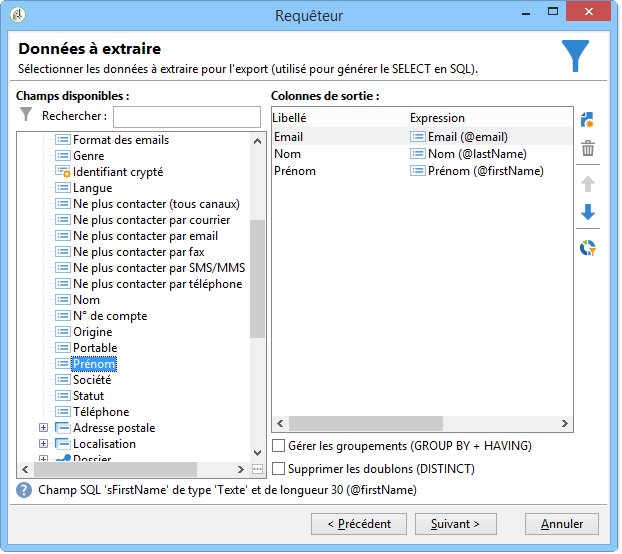 Requêteur
Données à extraire
Sélectionner les données à extraire pour l'export (utilisé pour générer le SELECT en SQL).
Champs disponibles :
Rechercher :
Format des emails
Genre
Identifiant crypté
Langue
Ne plus contacter (tous canaux)
Ne plus contacter par courrier
Ne plus contacter par email
Ne plus contacter par fax
Ne plus contacter par SMS/MMS
Ne plus contacter par téléphone
Nom
N° de compte
Origine
Portable
Prénom
Société
Statut
Téléphone
Adresse postale
Localisation
Dossier
Colonnes de sortie :
Libellé Expression
Email Email (@email)
Nom Nom (@lastName)
Prénom Prénom (@firstName)
Gérer les groupements (GROUP BY + HAVING)
Supprimer les doublons (DISTINCT)
Champ SQL 'sFirstName' de type 'Texte' et de longueur 30 (@firstName)
< Précédent Suivant > Annuler